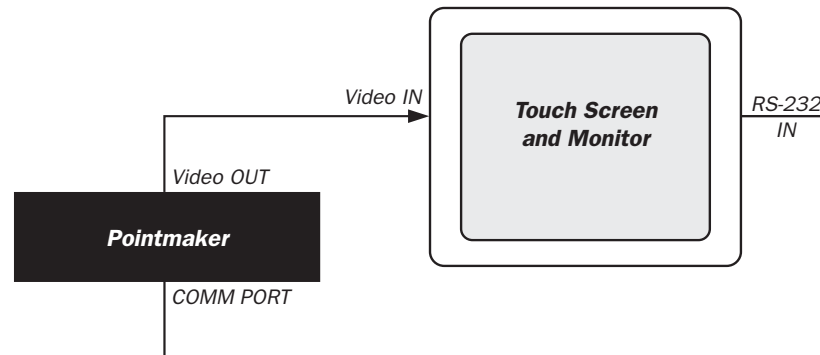 Video IN
Touch Screen
and Monitor
RS-232
IN
Video OUT
Pointmaker
COMM PORT